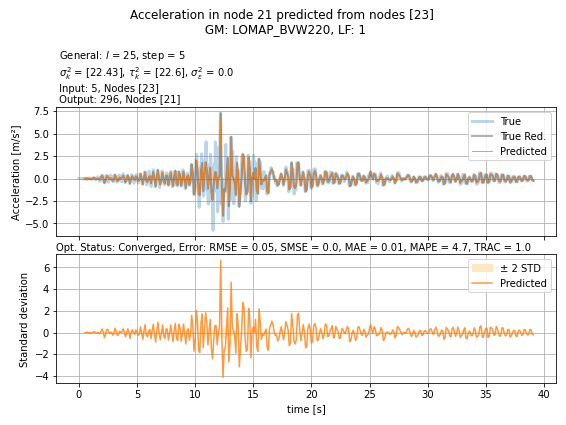 Acceleration in node 21 predicted from nodes [23]
GM: LOMAP_BVW220, LF: 1
General: l = 25, step = 5
σ²ₖ = [22.43], τ²ₖ = [22.6], σ²ε = 0.0
Input: 5, Nodes [23]
Output: 296, Nodes [21]
Acceleration [m/s²]
7.5
5.0
2.5
0.0
−2.5
−5.0
True
True Red.
Predicted
Opt. Status: Converged, Error: RMSE = 0.05, SMSE = 0.0, MAE = 0.01, MAPE = 4.7, TRAC = 1.0
Standard deviation
6
4
2
0
−2
−4
± 2 STD
Predicted
0 5 10 15 20 25 30 35 40
time [s]